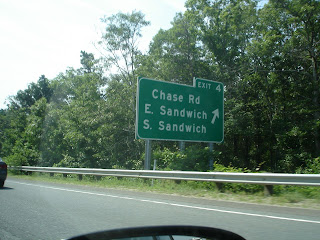 EXIT 4
Chase Rd
E. Sandwich
S. Sandwich